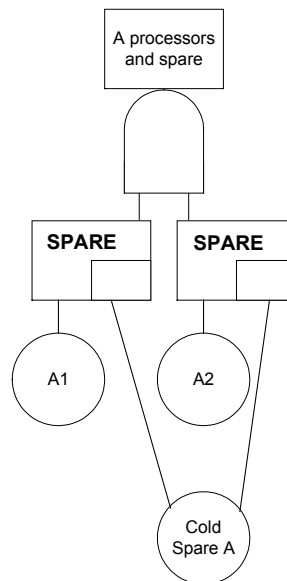 A processors
and spare
SPARE
SPARE
A1
A2
Cold
Spare A